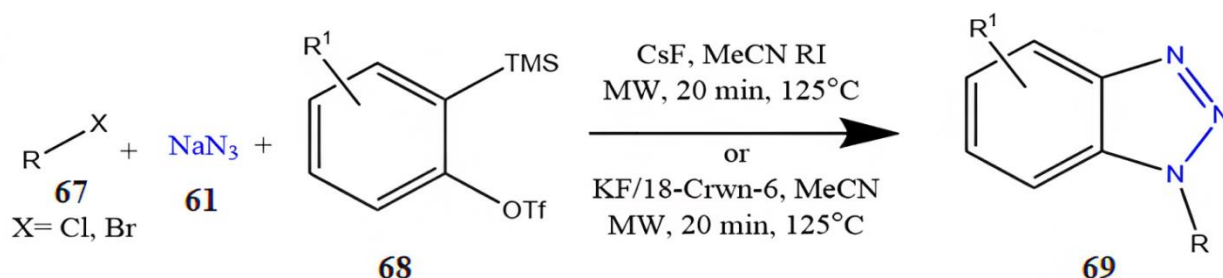 R
X
67
X= Cl, Br
+
NaN₃
61
+
R¹
TMS
OTf
68
CsF, MeCN RI
MW, 20 min, 125°C
or
KF/18-Crwn-6, MeCN
MW, 20 min, 125°C
R¹
N
N
N
R
69